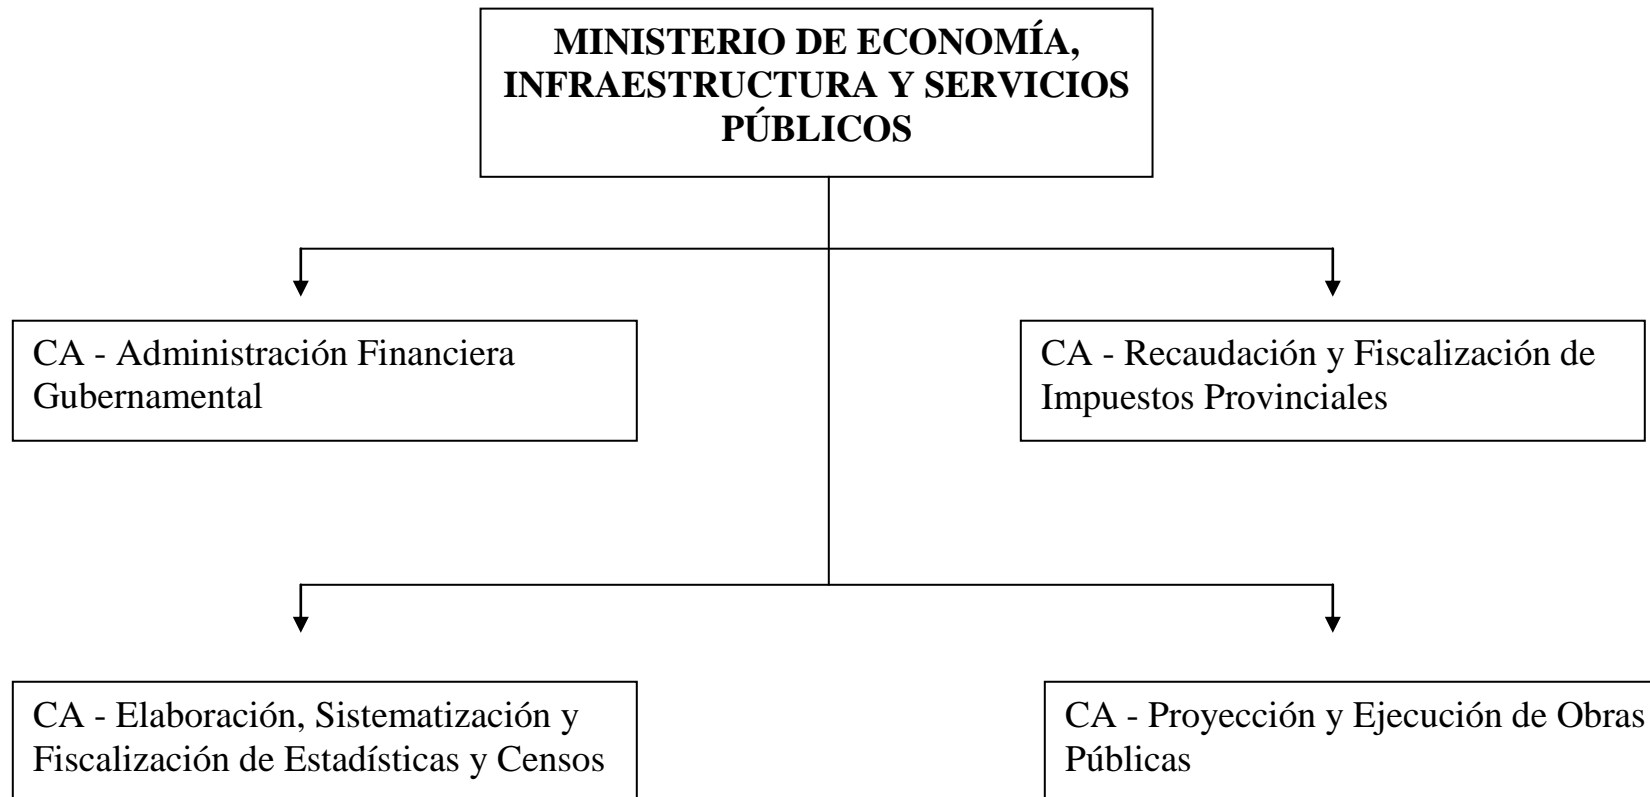 MINISTERIO DE ECONOMÍA,
INFRAESTRUCTURA Y SERVICIOS
PÚBLICOS
CA - Administración Financiera
Gubernamental
CA - Recaudación y Fiscalización de
Impuestos Provinciales
CA - Elaboración, Sistematización y
Fiscalización de Estadísticas y Censos
CA - Proyección y Ejecución de Obras
Públicas